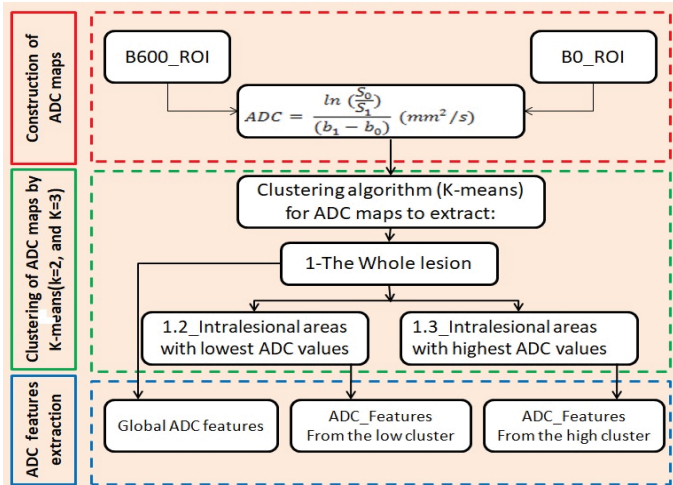 Construction of
ADC maps
B600_ROI
B0_ROI
ADC = ln (S₀/S₁) / (b₁ − b₀) (mm²/s)
Clustering of ADC maps by
K-means(k=2, and K=3)
Clustering algorithm (K-means)
for ADC maps to extract:
1-The Whole lesion
1.2_Intralesional areas
with lowest ADC values
1.3_Intralesional areas
with highest ADC values
ADC features
extraction
Global ADC features
ADC_Features
From the low cluster
ADC_Features
From the high cluster